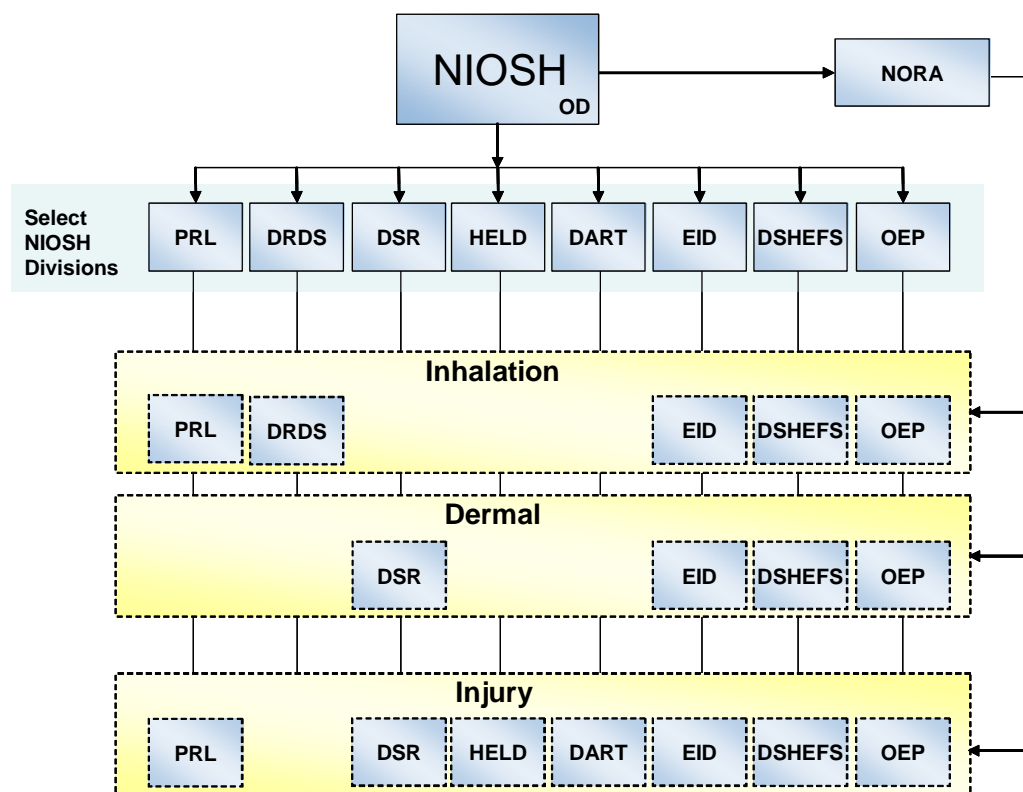 NIOSH
OD
NORA
Select
NIOSH
Divisions
PRL DRDS DSR HELD DART EID DSHEFS OEP
Inhalation
PRL DRDS EID DSHEFS OEP
Dermal
DSR EID DSHEFS OEP
Injury
PRL DSR HELD DART EID DSHEFS OEP